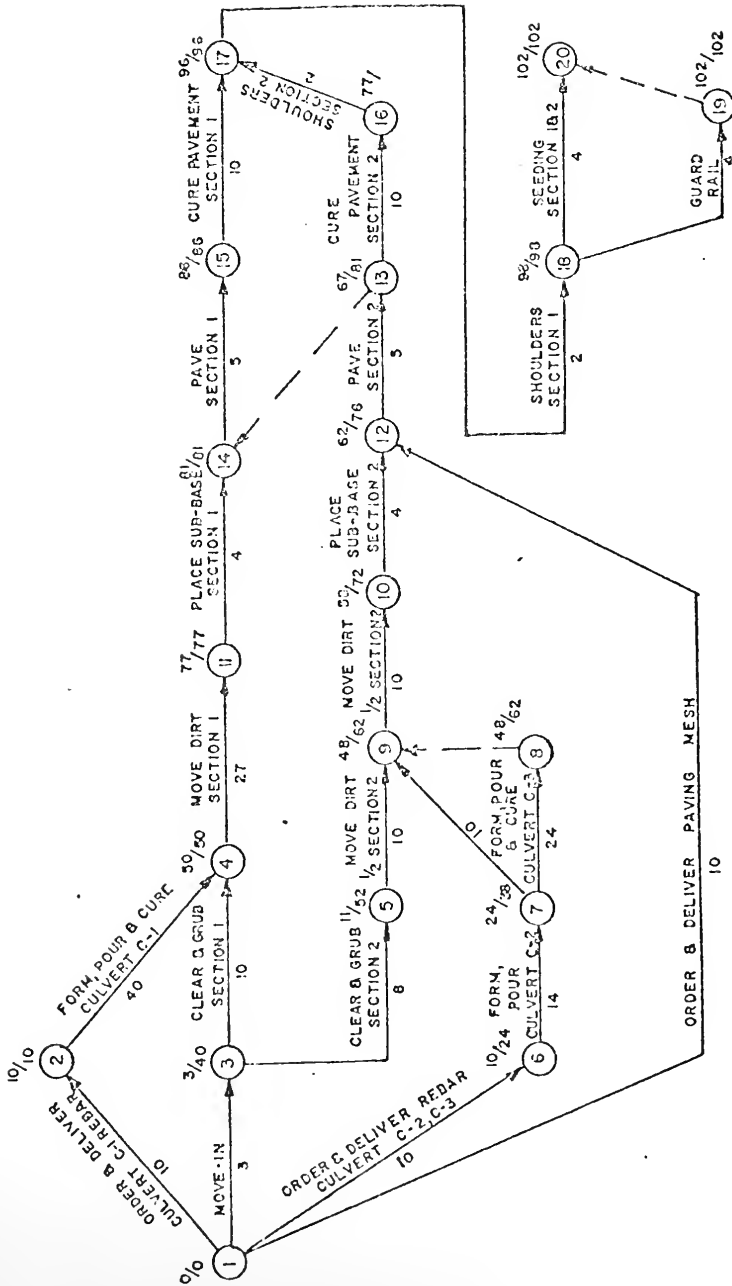 0/0
1
ORDER & DELIVER
CULVERT C-1 REBAR
10
10/10
2
FORM, POUR & CURE
CULVERT C-1
40
MOVE-IN
3
3/40
3
CLEAR & GRUB
SECTION 1
10
50/50
4
MOVE DIRT
SECTION 1
27
77/77
11
PLACE SUB-BASE
SECTION 1
4
81/81
14
PAVE
SECTION 1
5
86/86
15
CURE PAVEMENT
SECTION 1
10
96/96
17
CLEAR & GRUB
SECTION 2
8
11/52
5
MOVE DIRT
1/2 SECTION 2
10
48/62
9
MOVE DIRT
1/2 SECTION 2
10
58/72
10
PLACE
SUB-BASE
SECTION 2
4
62/76
12
PAVE
SECTION 2
5
67/81
13
CURE
PAVEMENT
SECTION 2
10
77/
16
SHOULDERS
SECTION 2
2
ORDER & DELIVER REDAR
CULVERT C-2, C-3
10
10/24
6
FORM,
POUR
CULVERT C-2
14
24/38
7
10
FORM, POUR
& CURE
CULVERT C-3
24
48/62
8
ORDER & DELIVER PAVING MESH
10
SHOULDERS
SECTION 1
2
98/98
18
SEEDING
SECTION 1&2
4
102/102
20
GUARD
RAIL
102/102
19